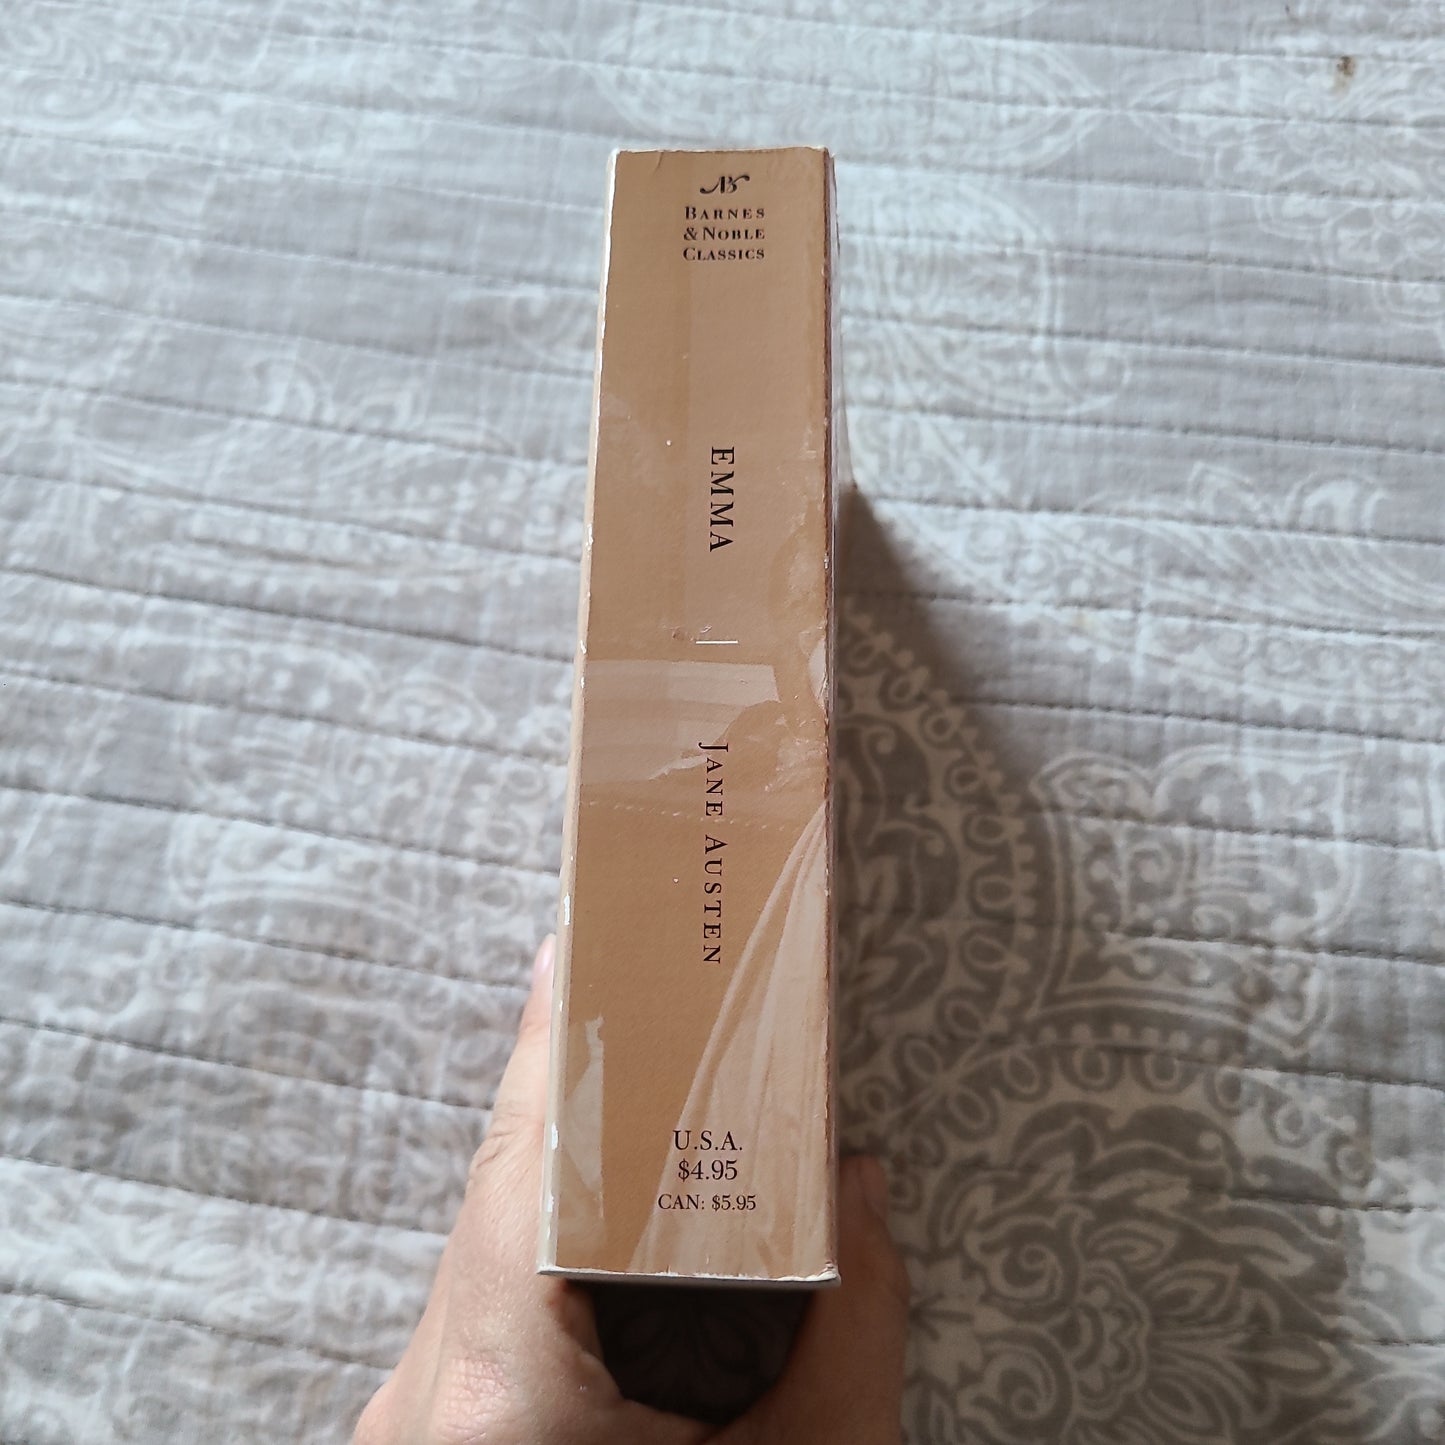 BARNES
& NOBLE
CLASSICS
EMMA
JANE AUSTEN
U.S.A.
$4.95
CAN: $5.95